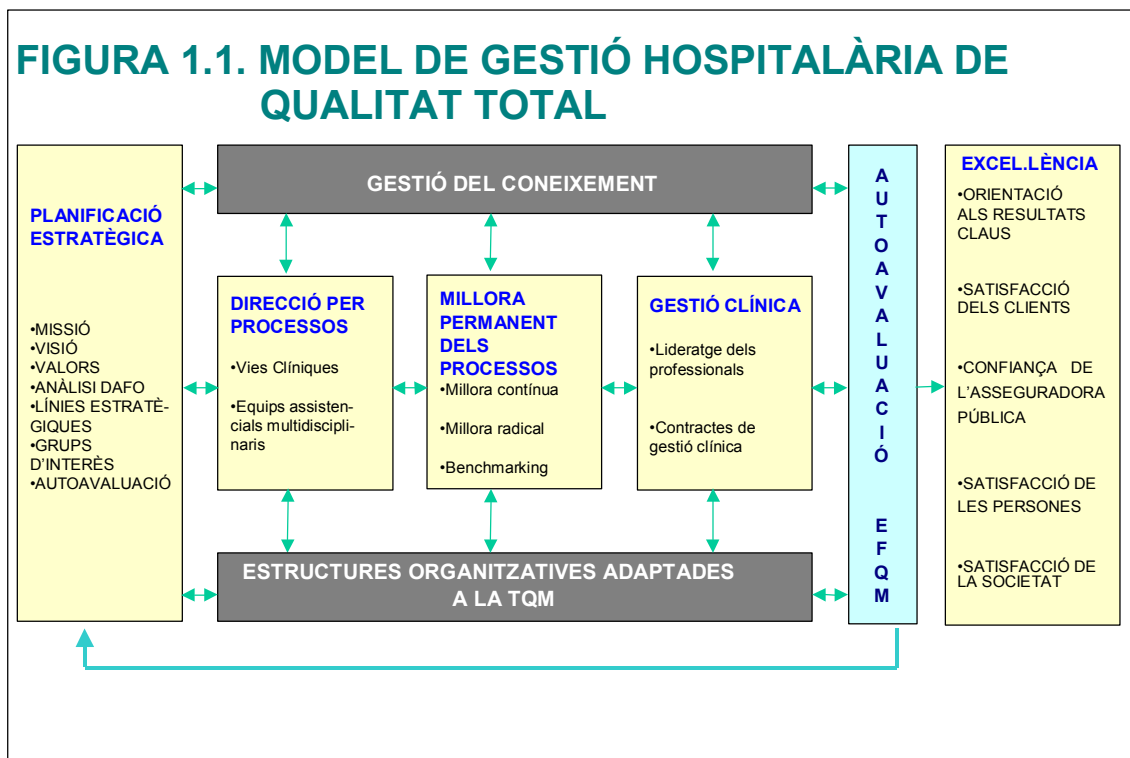 FIGURA 1.1. MODEL DE GESTIÓ HOSPITALÀRIA DE
QUALITAT TOTAL
PLANIFICACIÓ
ESTRATÈGICA
•MISSIÓ
•VISIÓ
•VALORS
•ANÀLISI DAFO
•LÍNIES ESTRATÈ-
GIQUES
•GRUPS
D'INTERÈS
•AUTOAVALUACIÓ
GESTIÓ DEL CONEIXEMENT
DIRECCIÓ PER
PROCESSOS
•Vies Clíniques
•Equips assisten-
cials multidiscipli-
naris
MILLORA
PERMANENT
DELS
PROCESSOS
•Millora contínua
•Millora radical
•Benchmarking
GESTIÓ CLÍNICA
•Lideratge dels
professionals
•Contractes de
gestió clínica
ESTRUCTURES ORGANITZATIVES ADAPTADES
A LA TQM
AUTOAVALUACIÓ EFQM
EXCEL.LÈNCIA
•ORIENTACIÓ
ALS RESULTATS
CLAUS
•SATISFACCIÓ
DELS CLIENTS
•CONFIANÇA DE
L'ASSEGURADORA
PÚBLICA
•SATISFACCIÓ DE
LES PERSONES
•SATISFACCIÓ DE
LA SOCIETAT